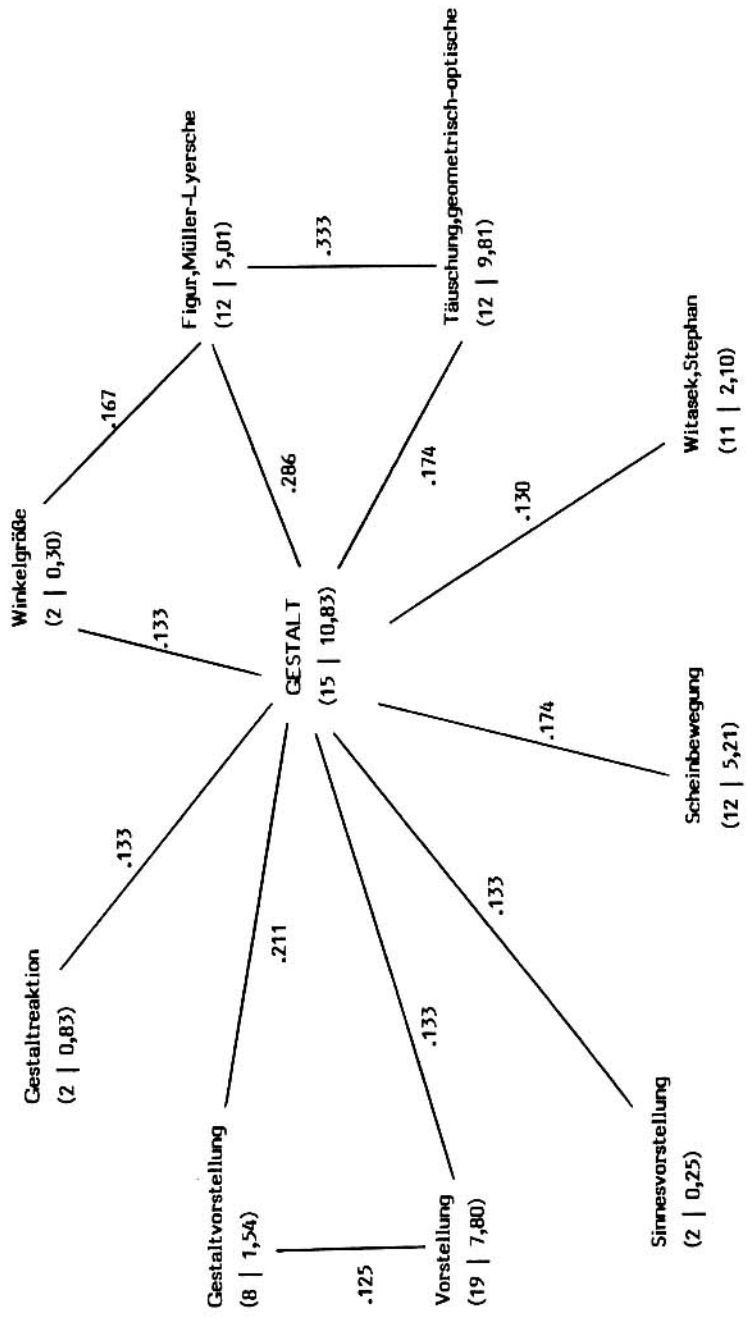 Winkelgröße
(2 | 0,30)
Gestaltreaktion
(2 | 0,83)
.133
.133
.167
Figur,Müller-Lyersche
(12 | 5,01)
Gestaltvorstellung
(8 | 1,54)
.211
GESTALT
(15 | 10,83)
.286
.333
.125
Vorstellung
(19 | 7,80)
.133
.133
.174
.130
.174
Täuschung,geometrisch-optische
(12 | 9,81)
Sinnesvorstellung
(2 | 0,25)
Scheinbewegung
(12 | 5,21)
Witasek,Stephan
(11 | 2,10)